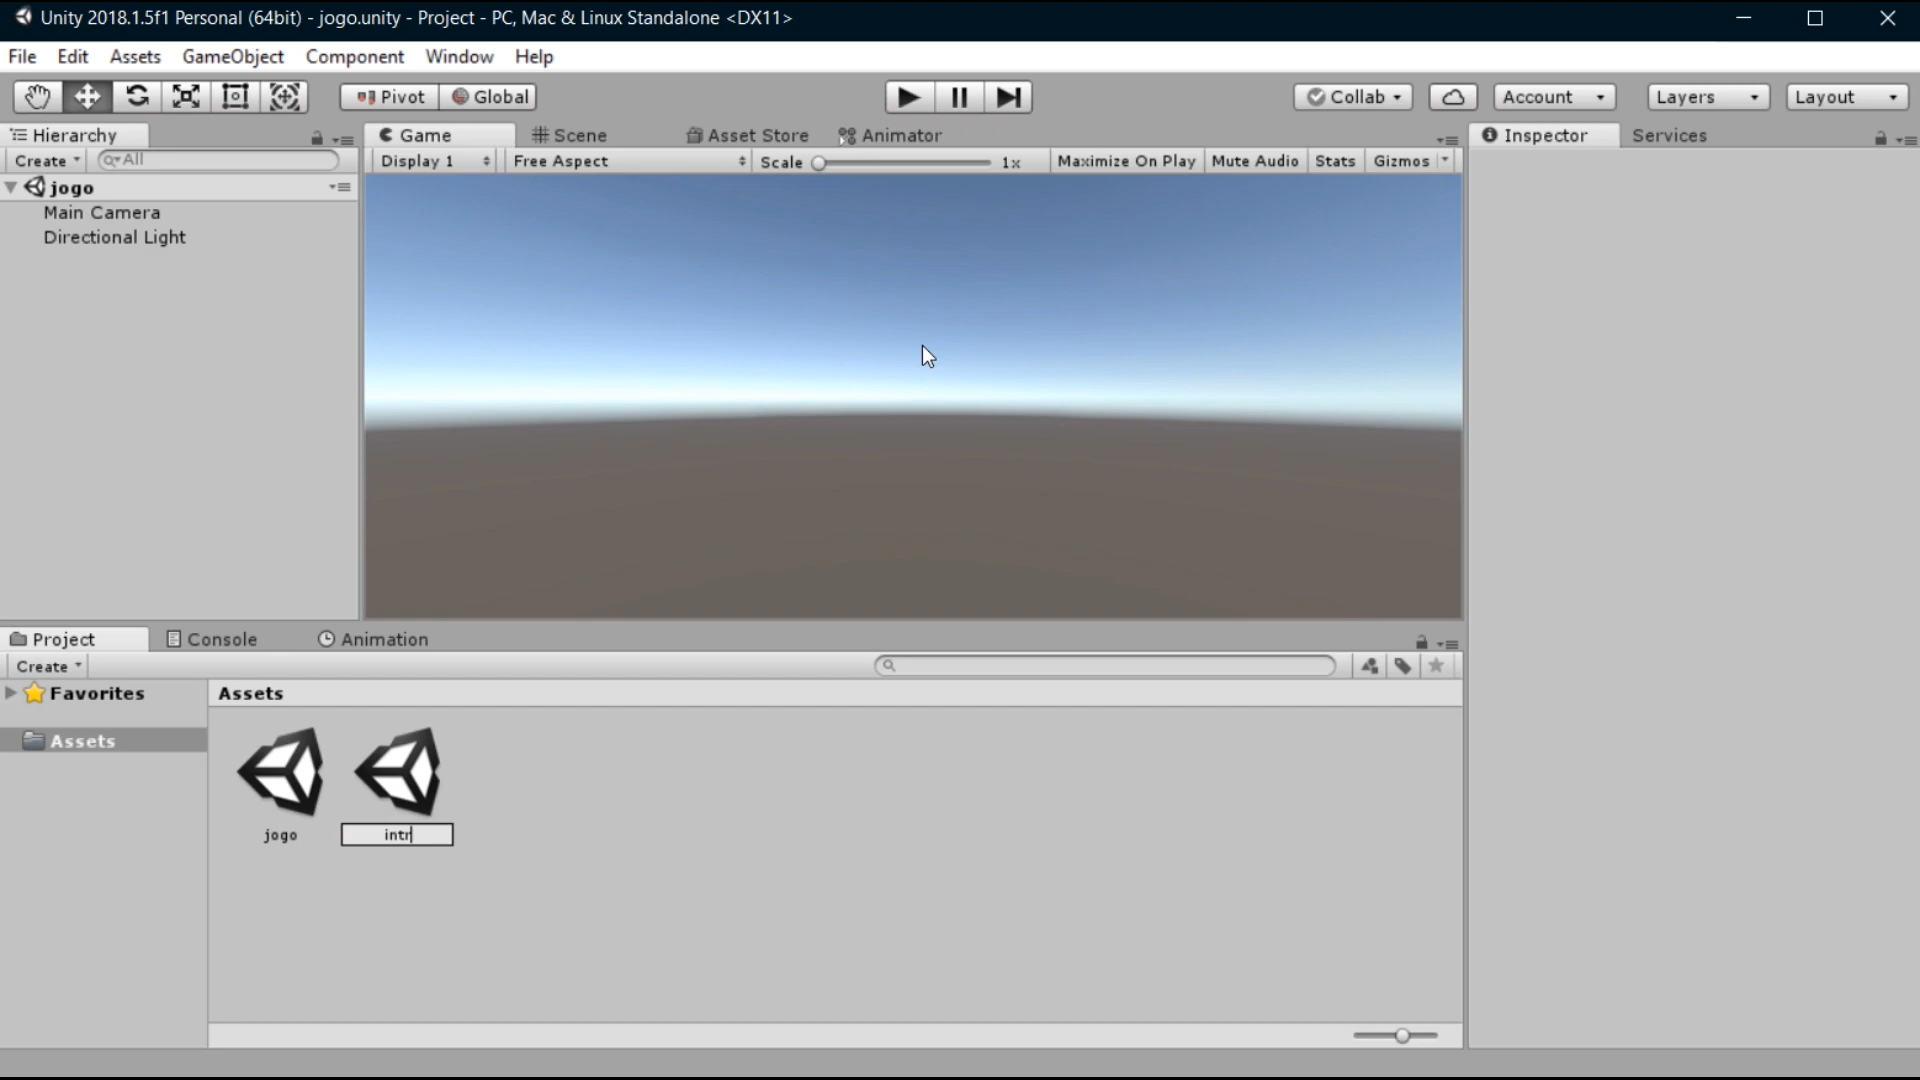 Unity 2018.1.5f1 Personal (64bit) - jogo.unity - Project - PC, Mac & Linux Standalone <DX11>
File Edit Assets GameObject Component Window Help
Pivot Global Collab Account Layers Layout
Hierarchy Game Scene Asset Store Animator Inspector Services
Create All Display 1 Free Aspect Scale 1x Maximize On Play Mute Audio Stats Gizmos
jogo
Main Camera
Directional Light
Project Console Animation
Create
Favorites Assets
Assets
jogo intr